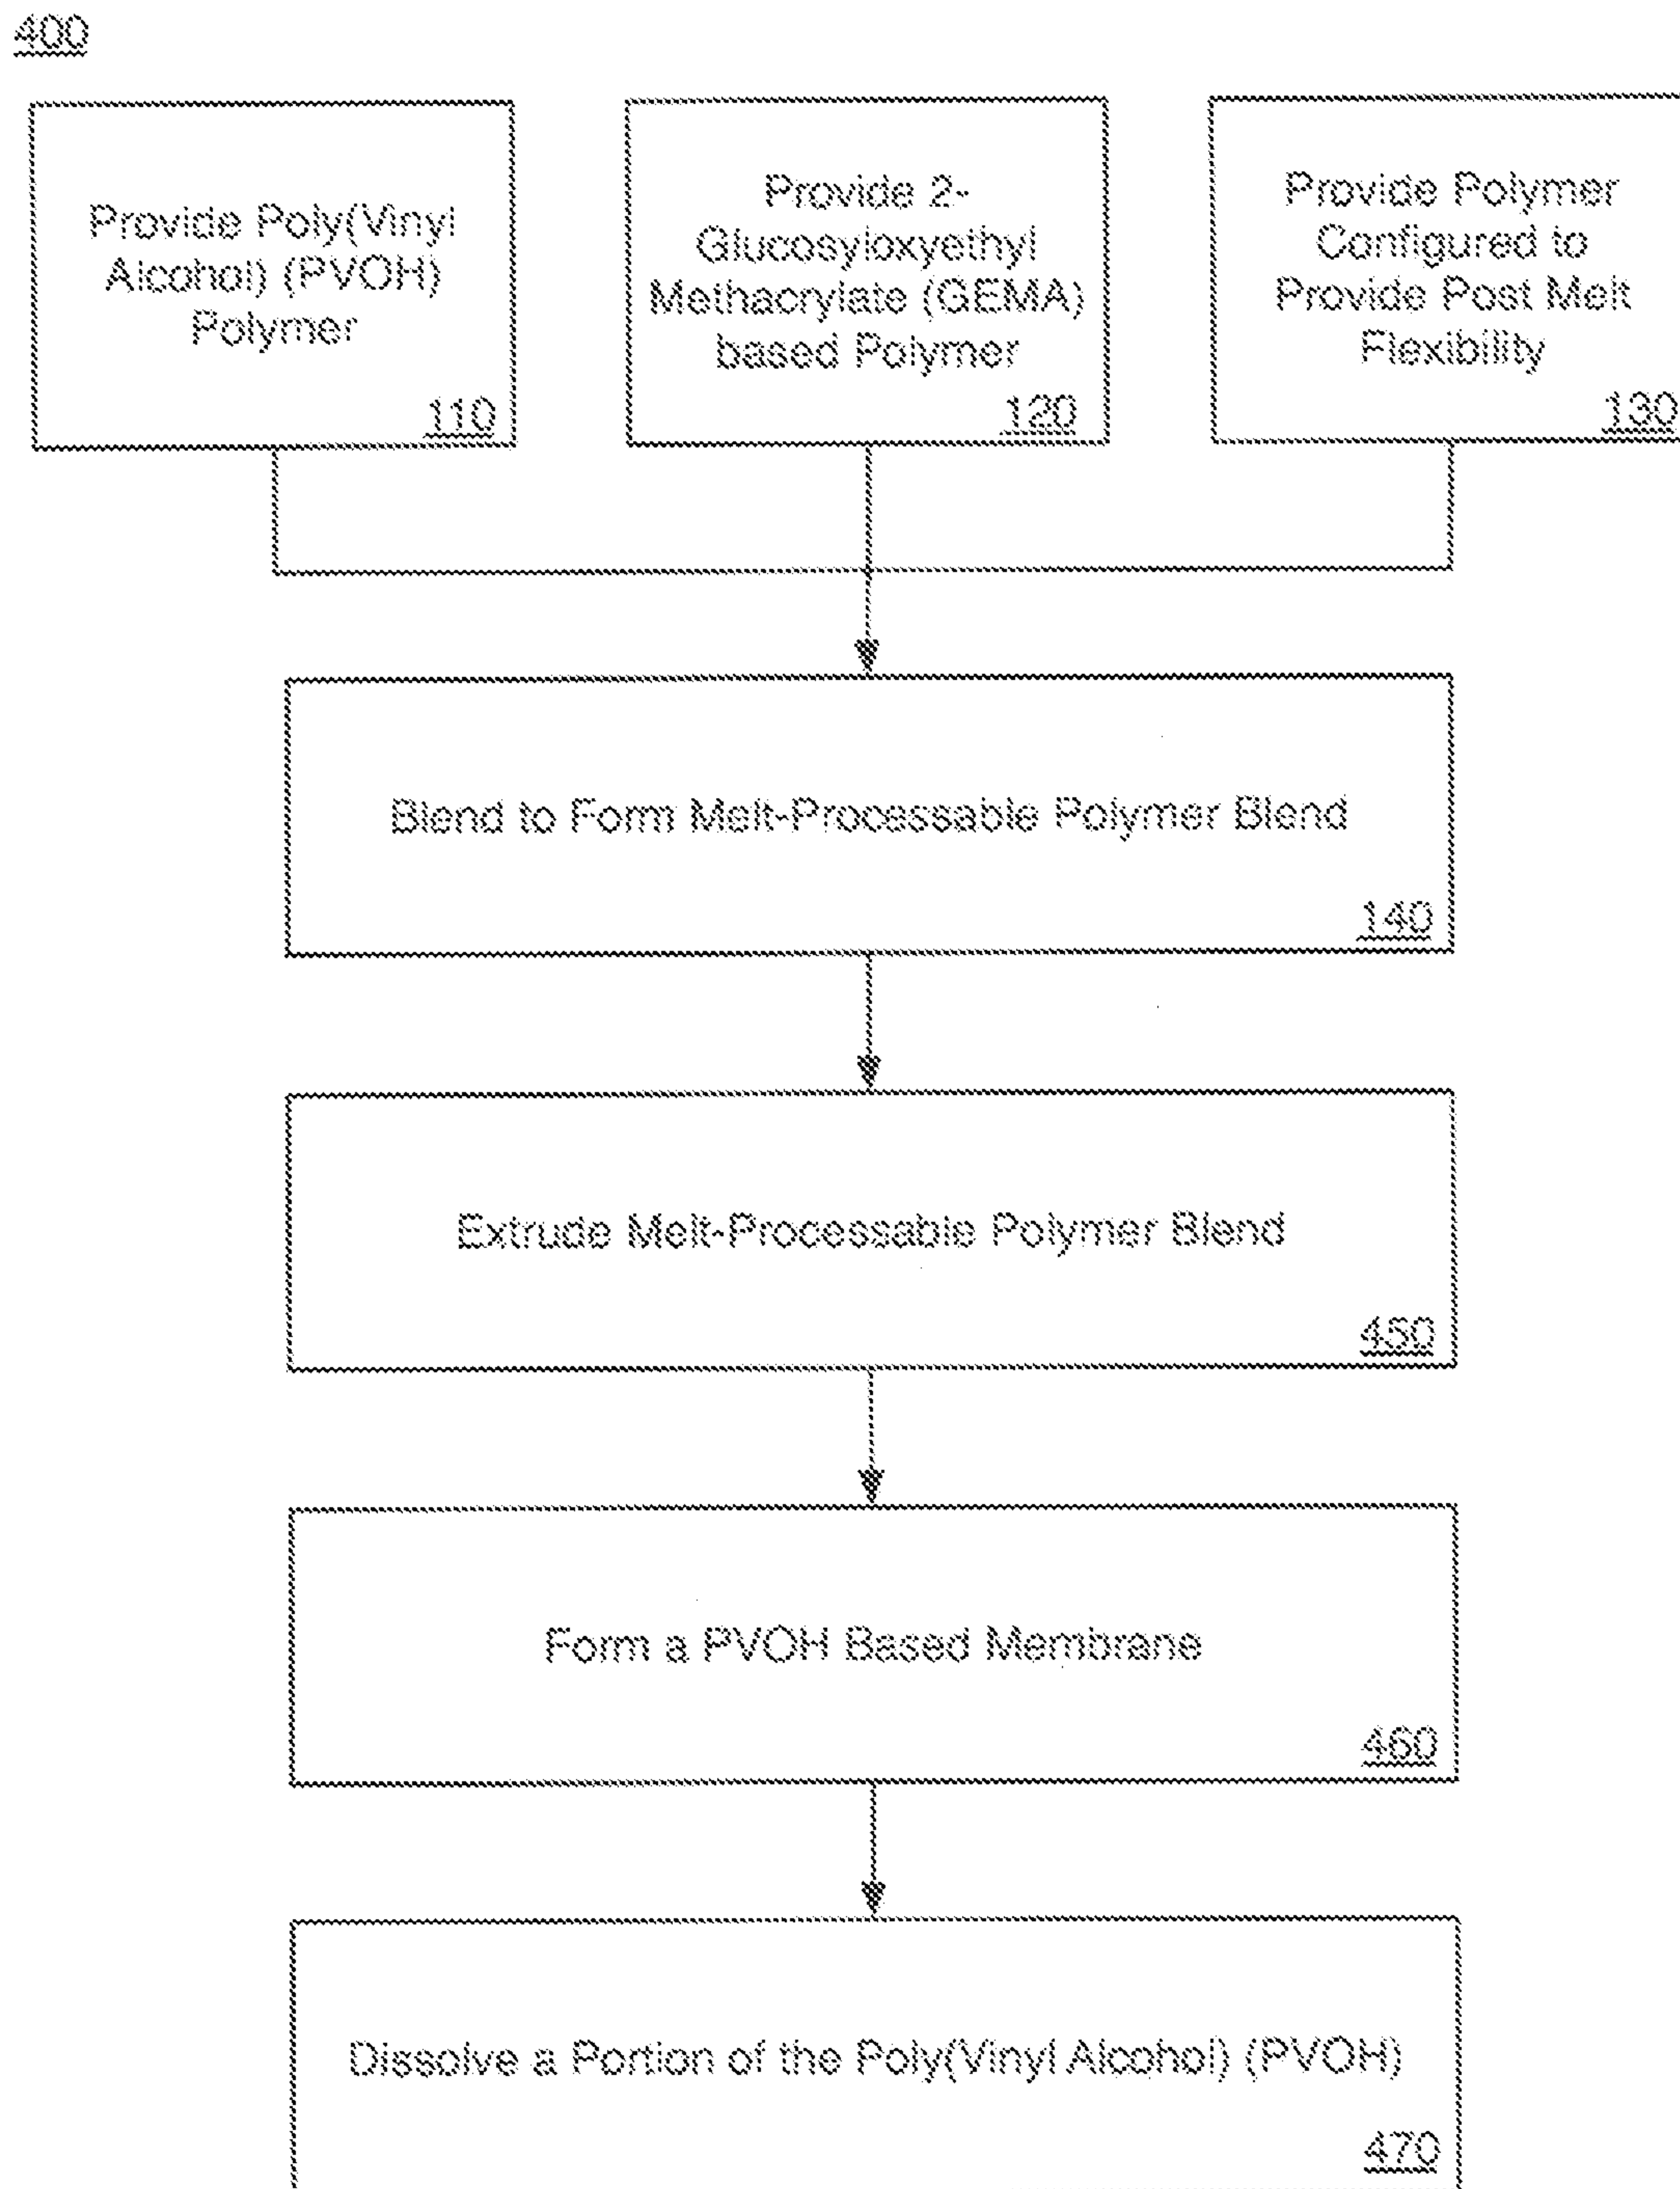 400
Provide Poly(Vinyl
Alcohol) (PVOH)
Polymer
110
Provide 2-
Glucosyloxyethyl
Methacrylate (GEMA)
based Polymer
120
Provide Polymer
Configured to
Provide Post Melt
Flexibility
130
Blend to Form Melt-Processable Polymer Blend
140
Extrude Melt-Processable Polymer Blend
450
Form a PVOH Based Membrane
460
Dissolve a Portion of the Poly(Vinyl Alcohol) (PVOH)
470